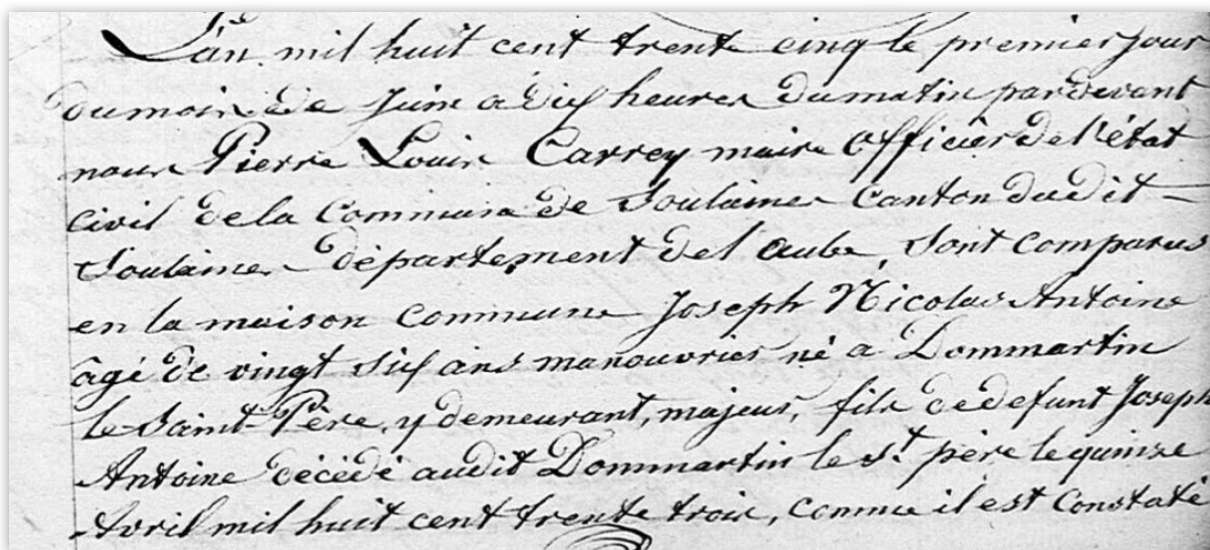 L'an mil huit cent trente cinq le premier jour
du mois de Juin a dix heures du matin pardevant
nous Pierre Louis Carrey maire Officier de l'état
Civil de la Commune de Soulaines Canton dudit
Soulaines département de l'aube, Sont comparus
en la maison commune Joseph Nicolas Antoine
âgé de vingt six ans manouvrier né a Dommartin
le Saint-Père, y demeurant, majeur, fils de defunt Joseph
Antoine décédé audit Dommartin le St. père le quinze
Avril mil huit cent trente trois, comme il est Constaté